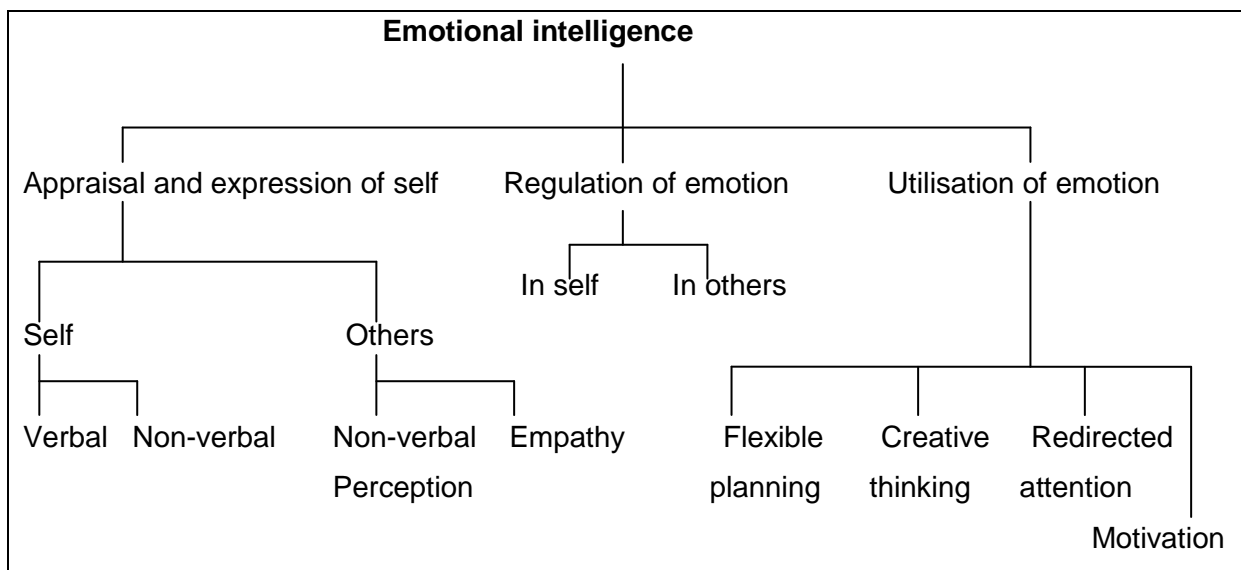 Emotional intelligence
Appraisal and expression of self
Regulation of emotion
Utilisation of emotion
In self
In others
Self
Others
Verbal
Non-verbal
Non-verbal
Perception
Empathy
Flexible
planning
Creative
thinking
Redirected
attention
Motivation